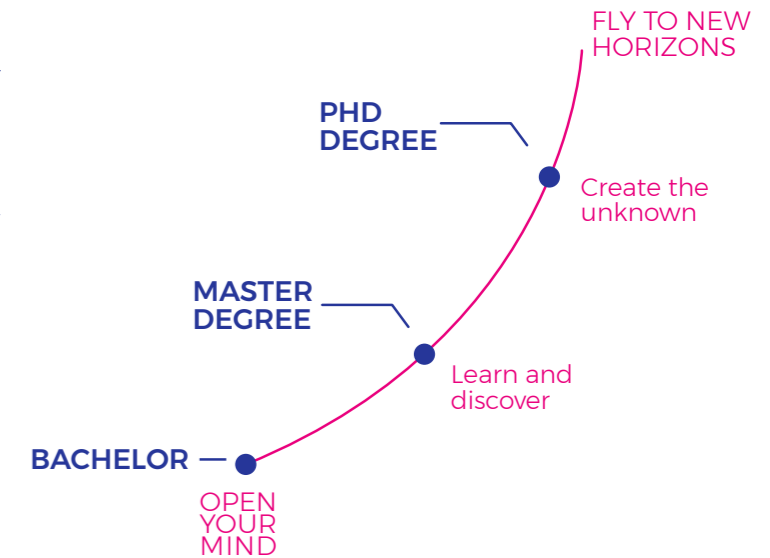 FLY TO NEW
HORIZONS
PHD
DEGREE
Create the
unknown
MASTER
DEGREE
Learn and
discover
BACHELOR
OPEN
YOUR
MIND